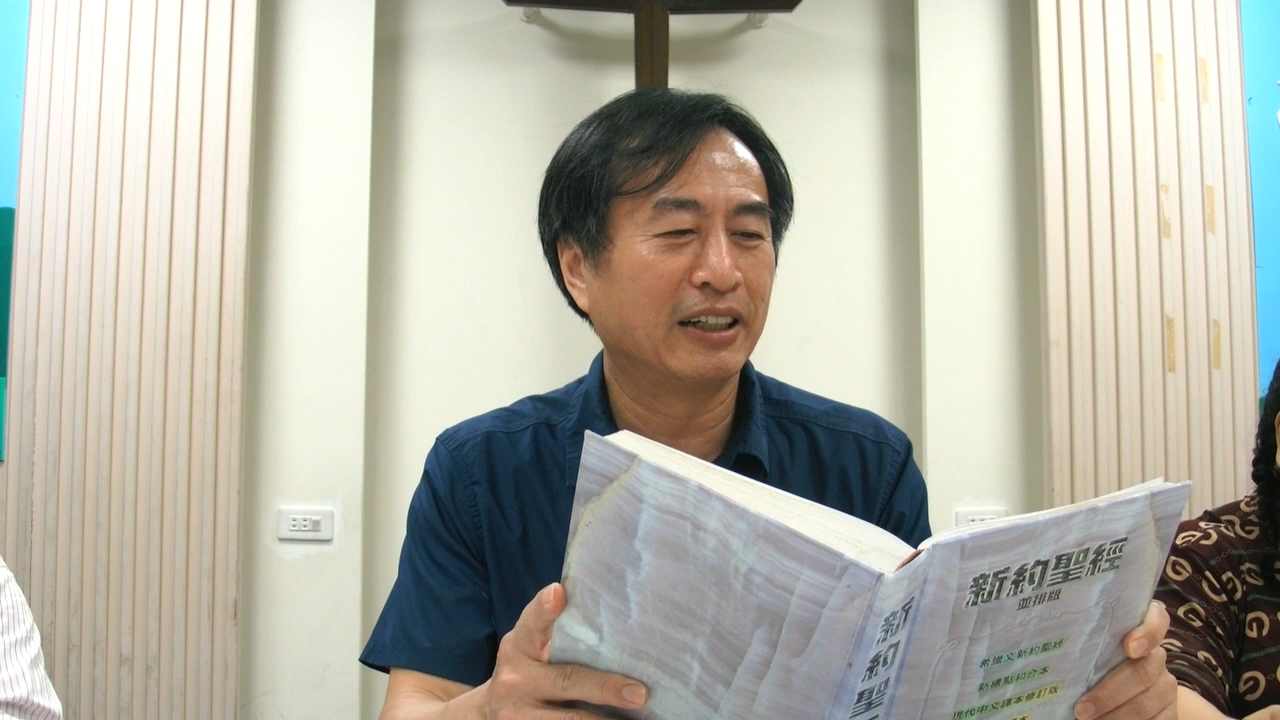 新約聖經
並排版
希臘文新約聖經
新標點和合本
現代中文譯本修訂版
新約聖